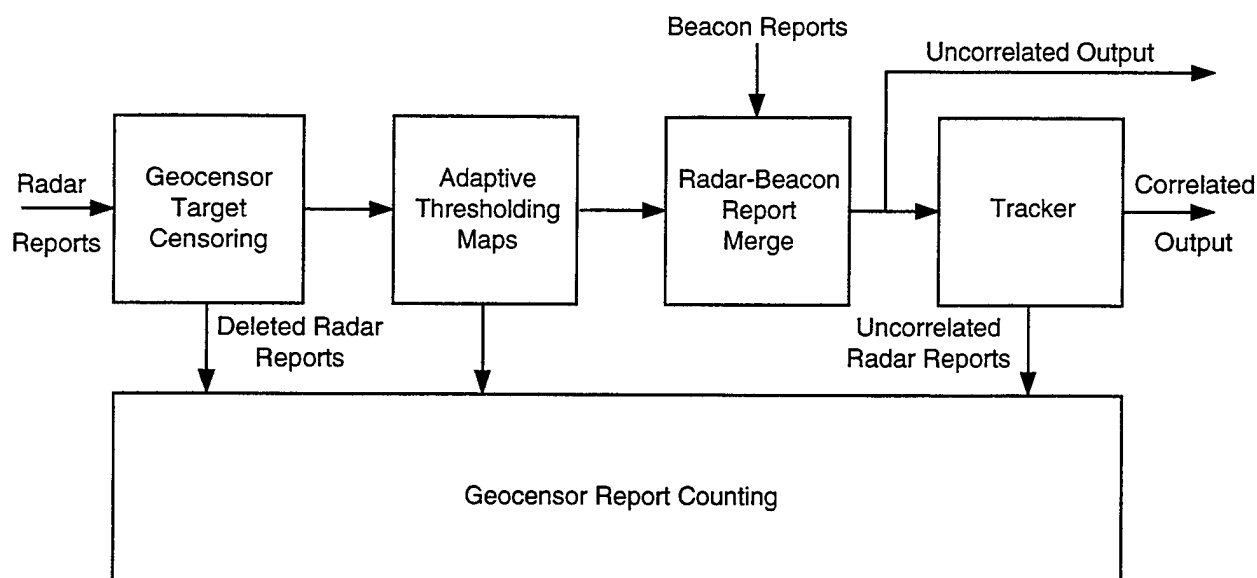 Beacon Reports
Uncorrelated Output
Radar
Reports
Geocensor
Target
Censoring
Adaptive
Thresholding
Maps
Radar-Beacon
Report
Merge
Tracker
Correlated
Output
Deleted Radar
Reports
Uncorrelated
Radar Reports
Geocensor Report Counting